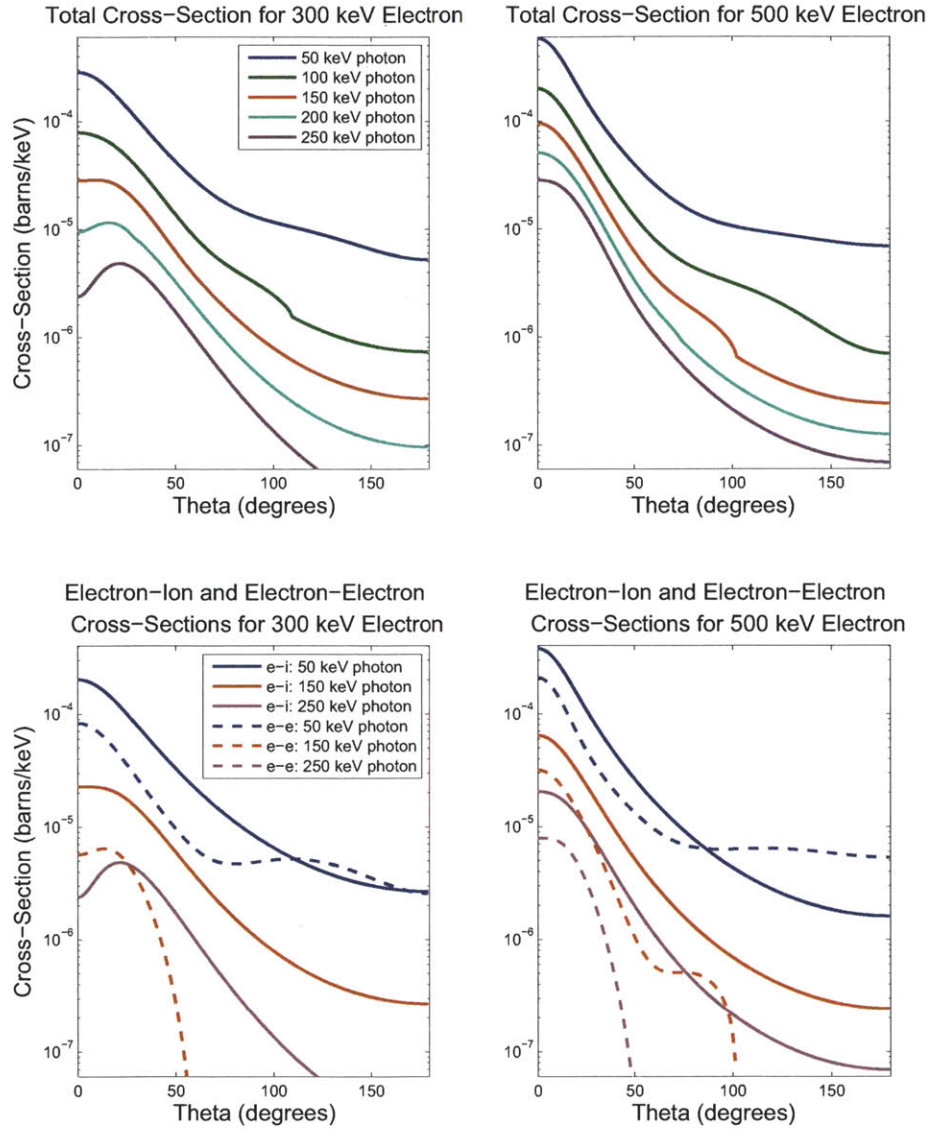 Total Cross−Section for 300 keV Electron
Cross−Section (barns/keV)
10⁻⁴
10⁻⁵
10⁻⁶
10⁻⁷
50 keV photon
100 keV photon
150 keV photon
200 keV photon
250 keV photon
0 50 100 150
Theta (degrees)
Total Cross−Section for 500 keV Electron
10⁻⁴
10⁻⁵
10⁻⁶
10⁻⁷
0 50 100 150
Theta (degrees)
Electron−Ion and Electron−Electron
Cross−Sections for 300 keV Electron
Cross−Section (barns/keV)
10⁻⁴
10⁻⁵
10⁻⁶
10⁻⁷
e−i: 50 keV photon
e−i: 150 keV photon
e−i: 250 keV photon
e−e: 50 keV photon
e−e: 150 keV photon
e−e: 250 keV photon
0 50 100 150
Theta (degrees)
Electron−Ion and Electron−Electron
Cross−Sections for 500 keV Electron
10⁻⁴
10⁻⁵
10⁻⁶
10⁻⁷
0 50 100 150
Theta (degrees)